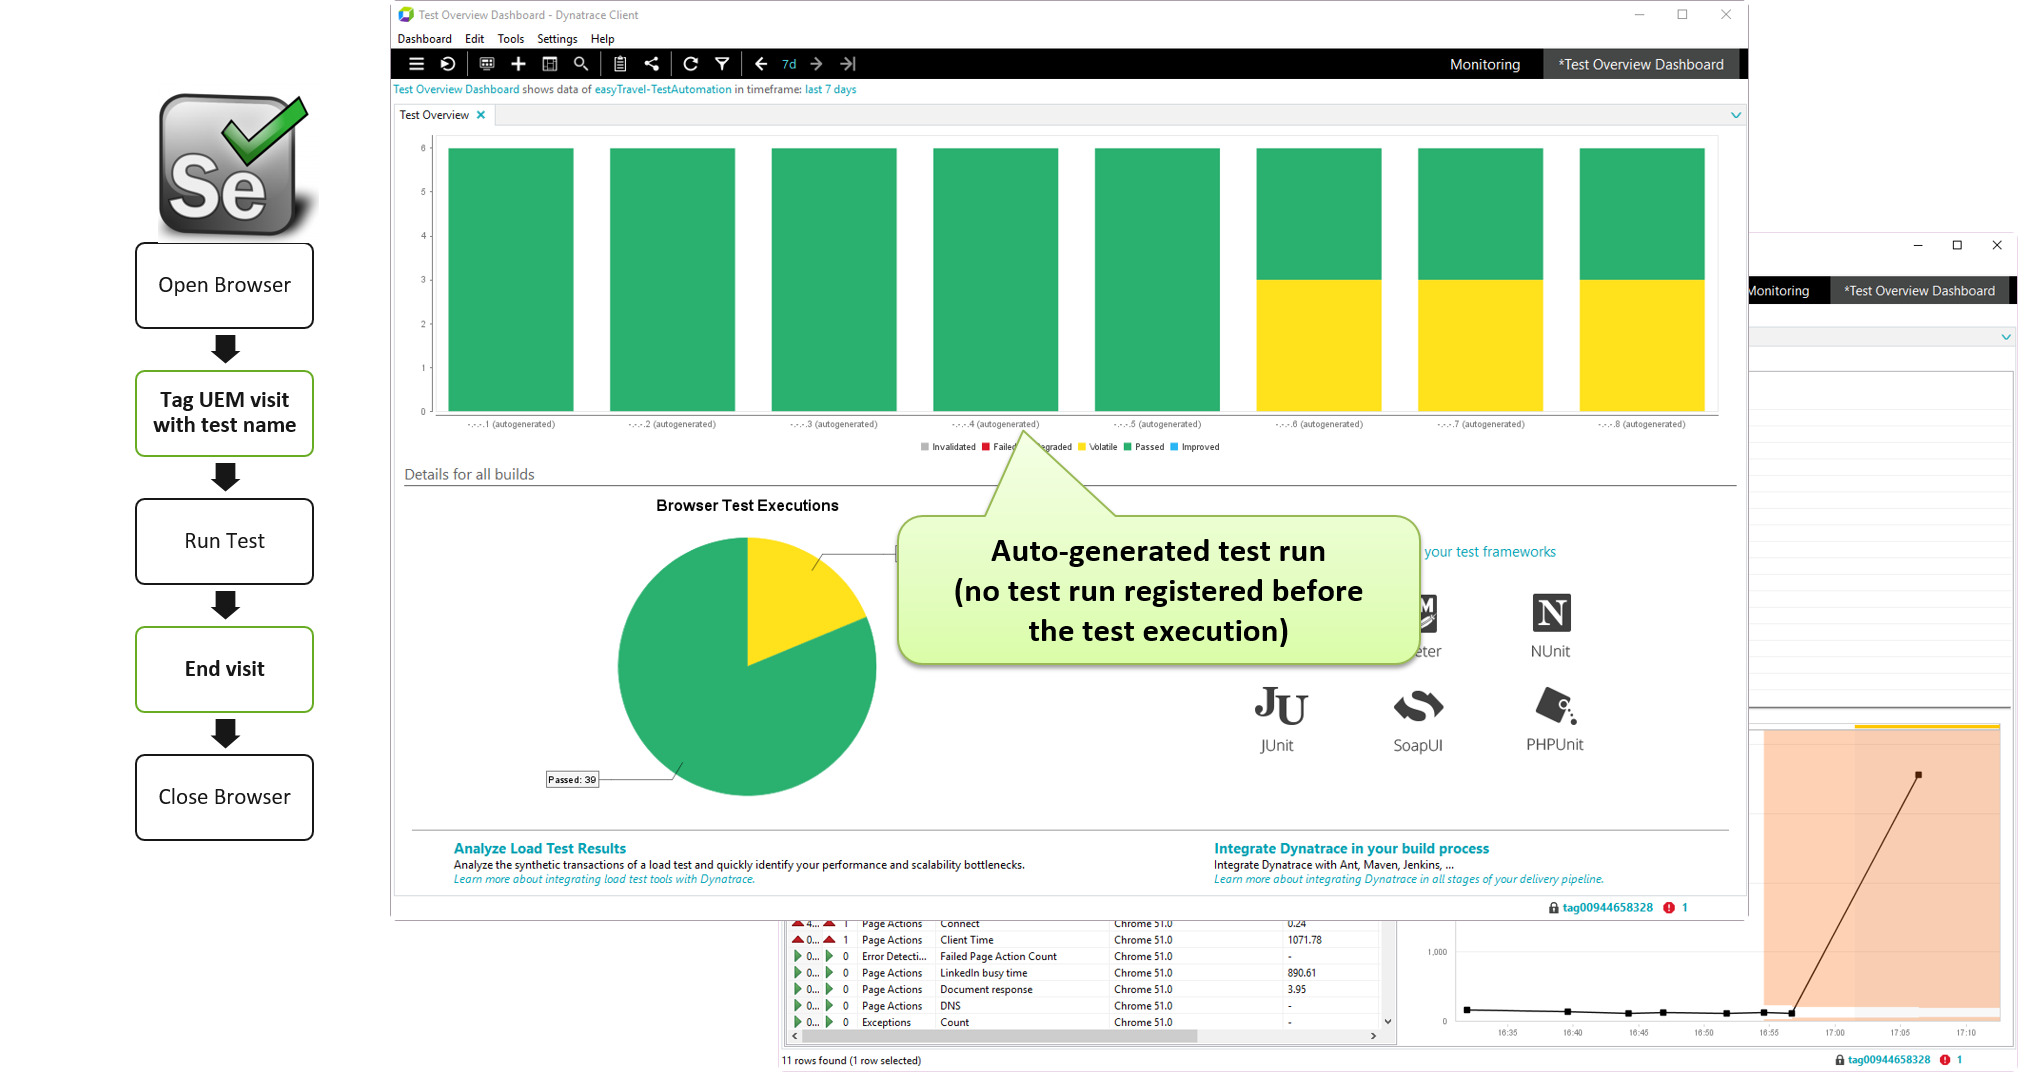 Se
Open Browser
Tag UEM visit
with test name
Run Test
End visit
Close Browser
Test Overview Dashboard - Dynatrace Client
Dashboard Edit Tools Settings Help
7d
Monitoring
*Test Overview Dashboard
Test Overview Dashboard shows data of easyTravel-TestAutomation in timeframe: last 7 days
Test Overview
6
5
4
3
2
1
0
-.-.-.1 (autogenerated)
-.-.-.2 (autogenerated)
-.-.-.3 (autogenerated)
-.-.-.4 (autogenerated)
-.-.-.5 (autogenerated)
-.-.-.6 (autogenerated)
-.-.-.7 (autogenerated)
-.-.-.8 (autogenerated)
Invalidated Failed egraded Volatile Passed Improved
Details for all builds
Browser Test Executions
Passed: 39
Auto-generated test run
(no test run registered before
the test execution)
your test frameworks
M
eter
N
NUnit
JU
JUnit
SoapUI
PHPUnit
Analyze Load Test Results
Analyze the synthetic transactions of a load test and quickly identify your performance and scalability bottlenecks.
Learn more about integrating load test tools with Dynatrace.
Integrate Dynatrace in your build process
Integrate Dynatrace with Ant, Maven, Jenkins, ...
Learn more about integrating Dynatrace in all stages of your delivery pipeline.
tag00944658328 1
Monitoring
*Test Overview Dashboard
4... 1 Page Actions Connect Chrome 51.0 0.24
0... 1 Page Actions Client Time Chrome 51.0 1071.78
0... 0 Error Detecti... Failed Page Action Count Chrome 51.0 -
0... 0 Page Actions LinkedIn busy time Chrome 51.0 890.61
0... 0 Page Actions Document response Chrome 51.0 3.95
0... 0 Page Actions DNS Chrome 51.0 -
0... 0 Exceptions Count Chrome 51.0 -
1,000
0
16:35 16:40 16:45 16:50 16:55 17:00 17:05 17:10
11 rows found (1 row selected)
tag00944658328 1